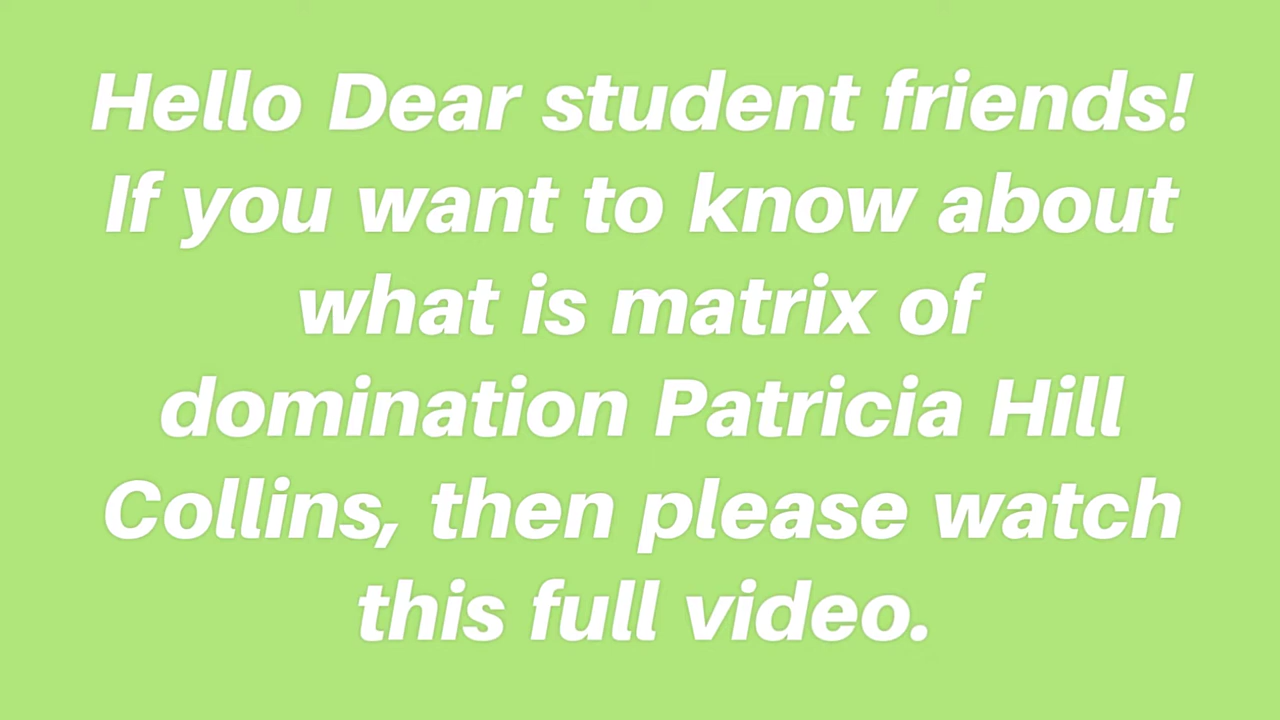 Hello Dear student friends!
If you want to know about
what is matrix of
domination Patricia Hill
Collins, then please watch
this full video.